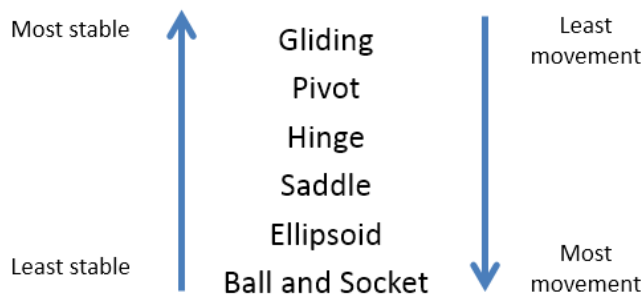 Most stable
Gliding
Least
movement
Pivot
Hinge
Saddle
Ellipsoid
Least stable
Ball and Socket
Most
movement